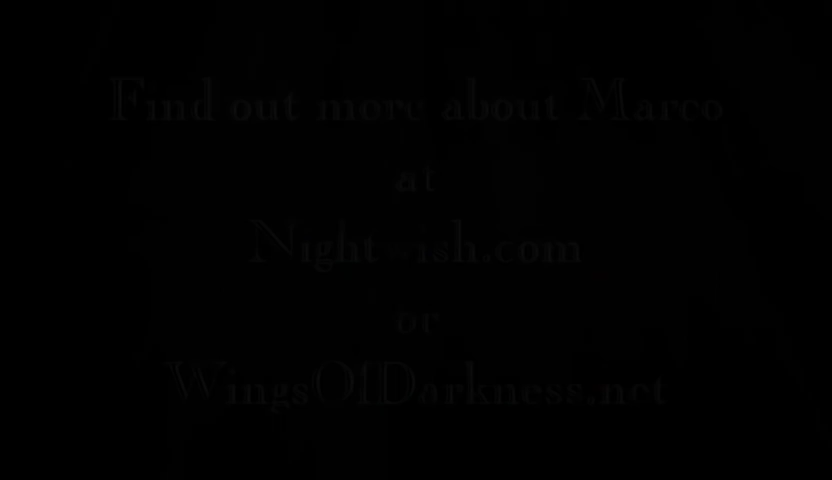 Find out more about Marco
at
Nightwish.com
or
WingsOfDarkness.net